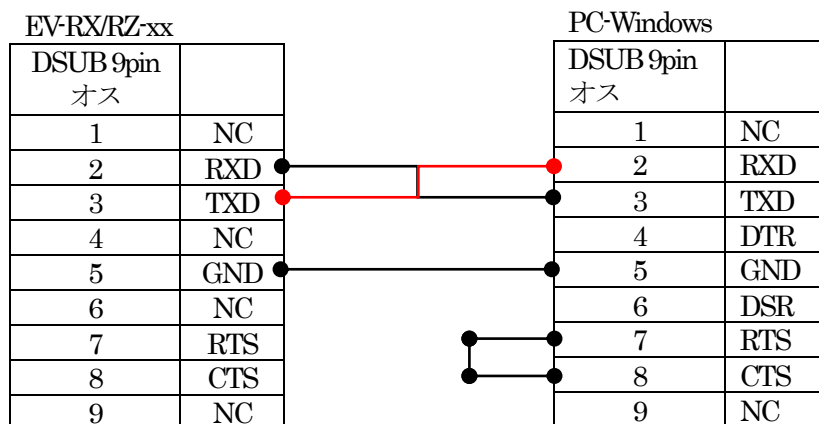 EV-RX/RZ-xx
DSUB 9pin
オス
1 NC
2 RXD
3 TXD
4 NC
5 GND
6 NC
7 RTS
8 CTS
9 NC
PC-Windows
DSUB 9pin
オス
1 NC
2 RXD
3 TXD
4 DTR
5 GND
6 DSR
7 RTS
8 CTS
9 NC